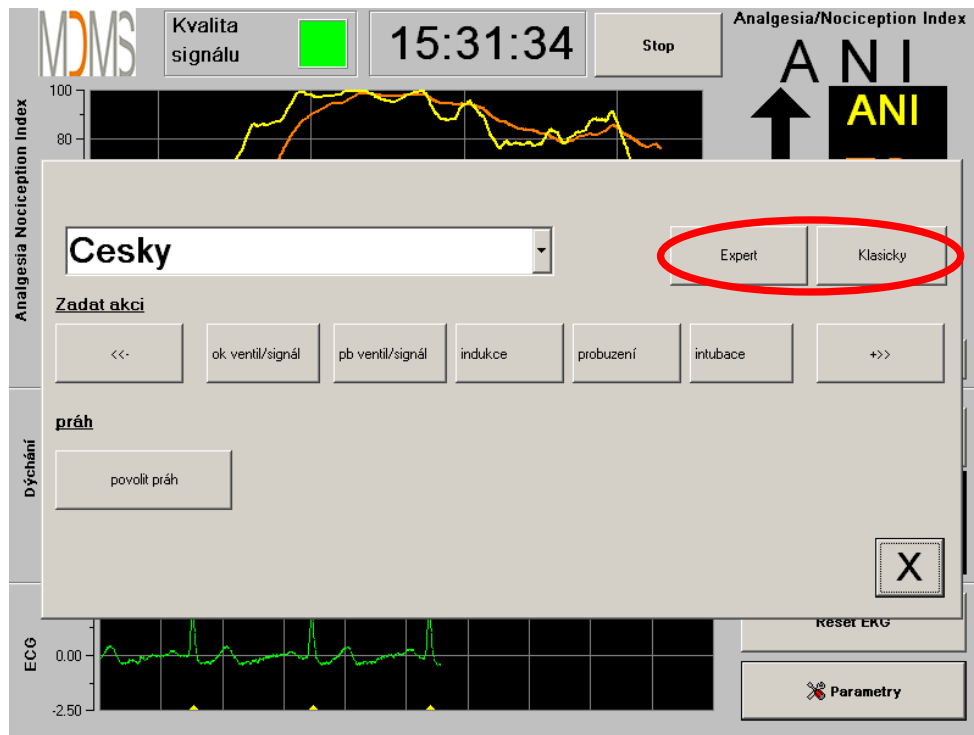 MDMS
Kvalita
signálu
15:31:34
Stop
Analgesia/Nociception Index
A N I
ANI
100
80
Analgesia Nociception Index
Cesky
Expert
Klasicky
Zadat akci
<<-
ok ventil/signál
pb ventil/signál
indukce
probuzení
intubace
+>>
práh
povolit práh
Dýchání
X
Reset EKG
ECG
0.00
-2.50
Parametry